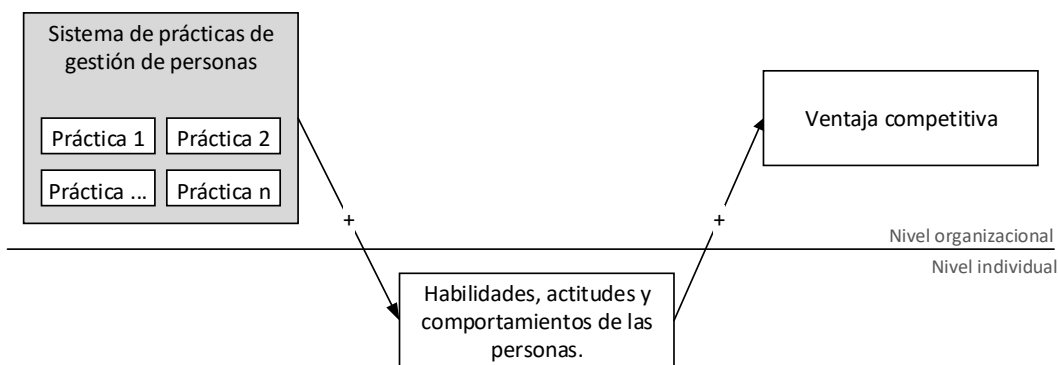 Sistema de prácticas de
gestión de personas
Práctica 1
Práctica 2
Práctica ...
Práctica n
Ventaja competitiva
+
+
Nivel organizacional
Nivel individual
Habilidades, actitudes y
comportamientos de las
personas.